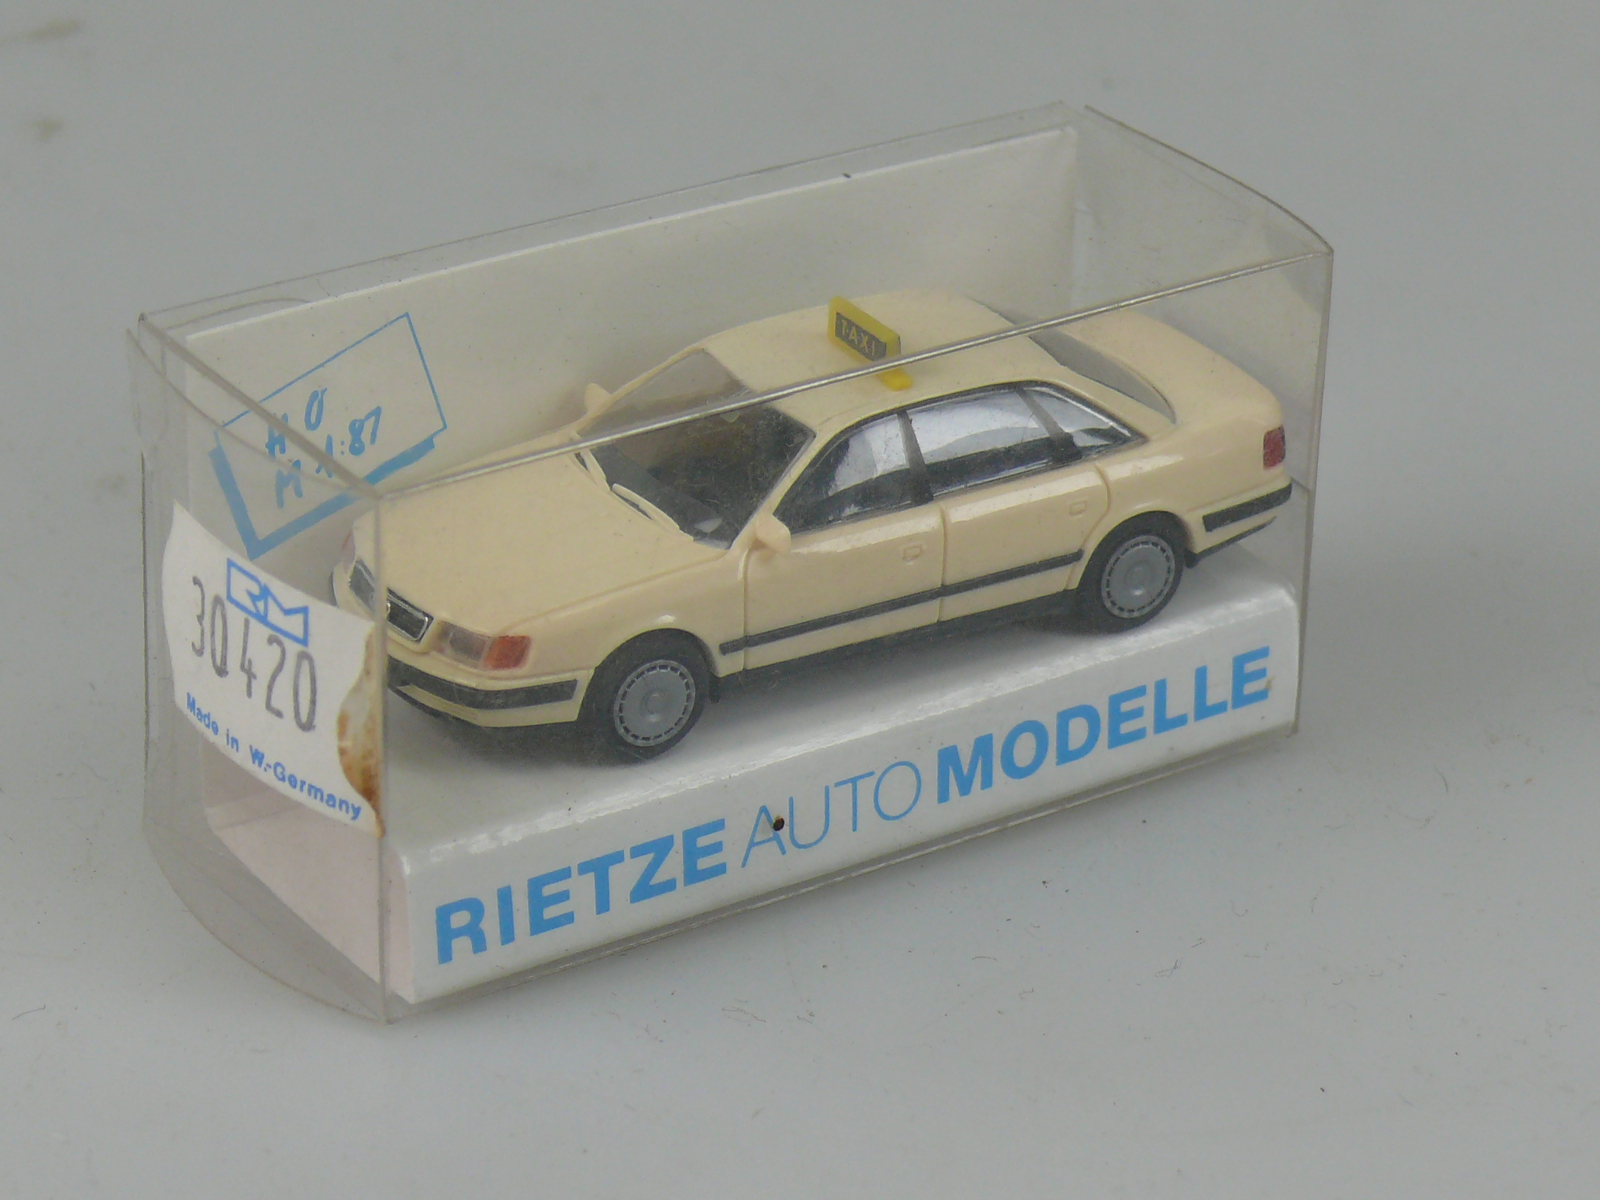 TAXI
H0
M 1:87
RM
30420
Made in W.-Germany
RIETZE AUTO MODELLE